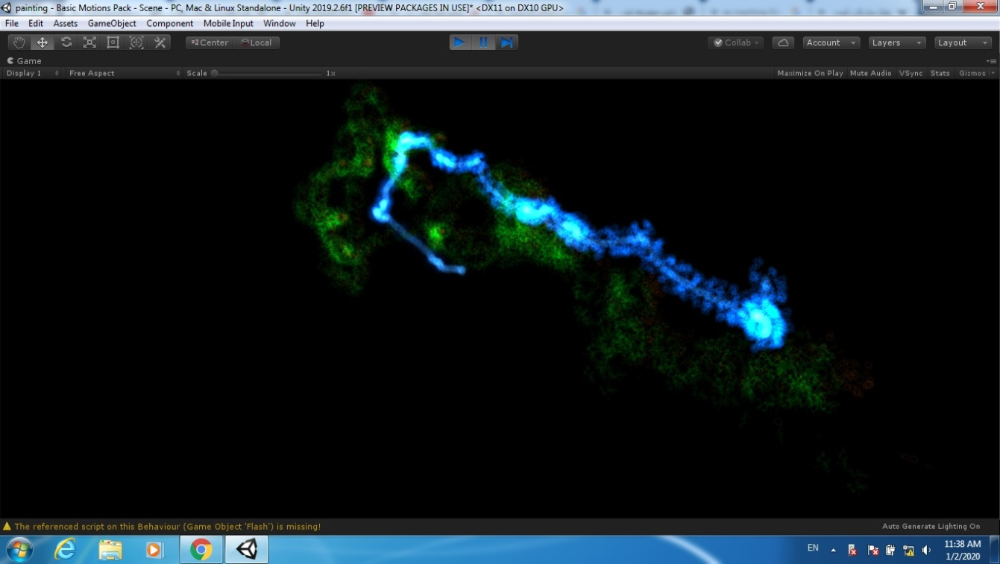 painting - Basic Motions Pack - Scene - PC, Mac & Linux Standalone - Unity 2019.2.6f1 [PREVIEW PACKAGES IN USE]* <DX11 on DX10 GPU>
File Edit Assets GameObject Component Mobile Input Window Help
Center Local Collab Account Layers Layout
Game
Display 1 Free Aspect Scale 1x Maximize On Play Mute Audio VSync Stats Gizmos
The referenced script on this Behaviour (Game Object 'Flash') is missing! Auto Generate Lighting On
EN 11:38 AM
1/2/2020